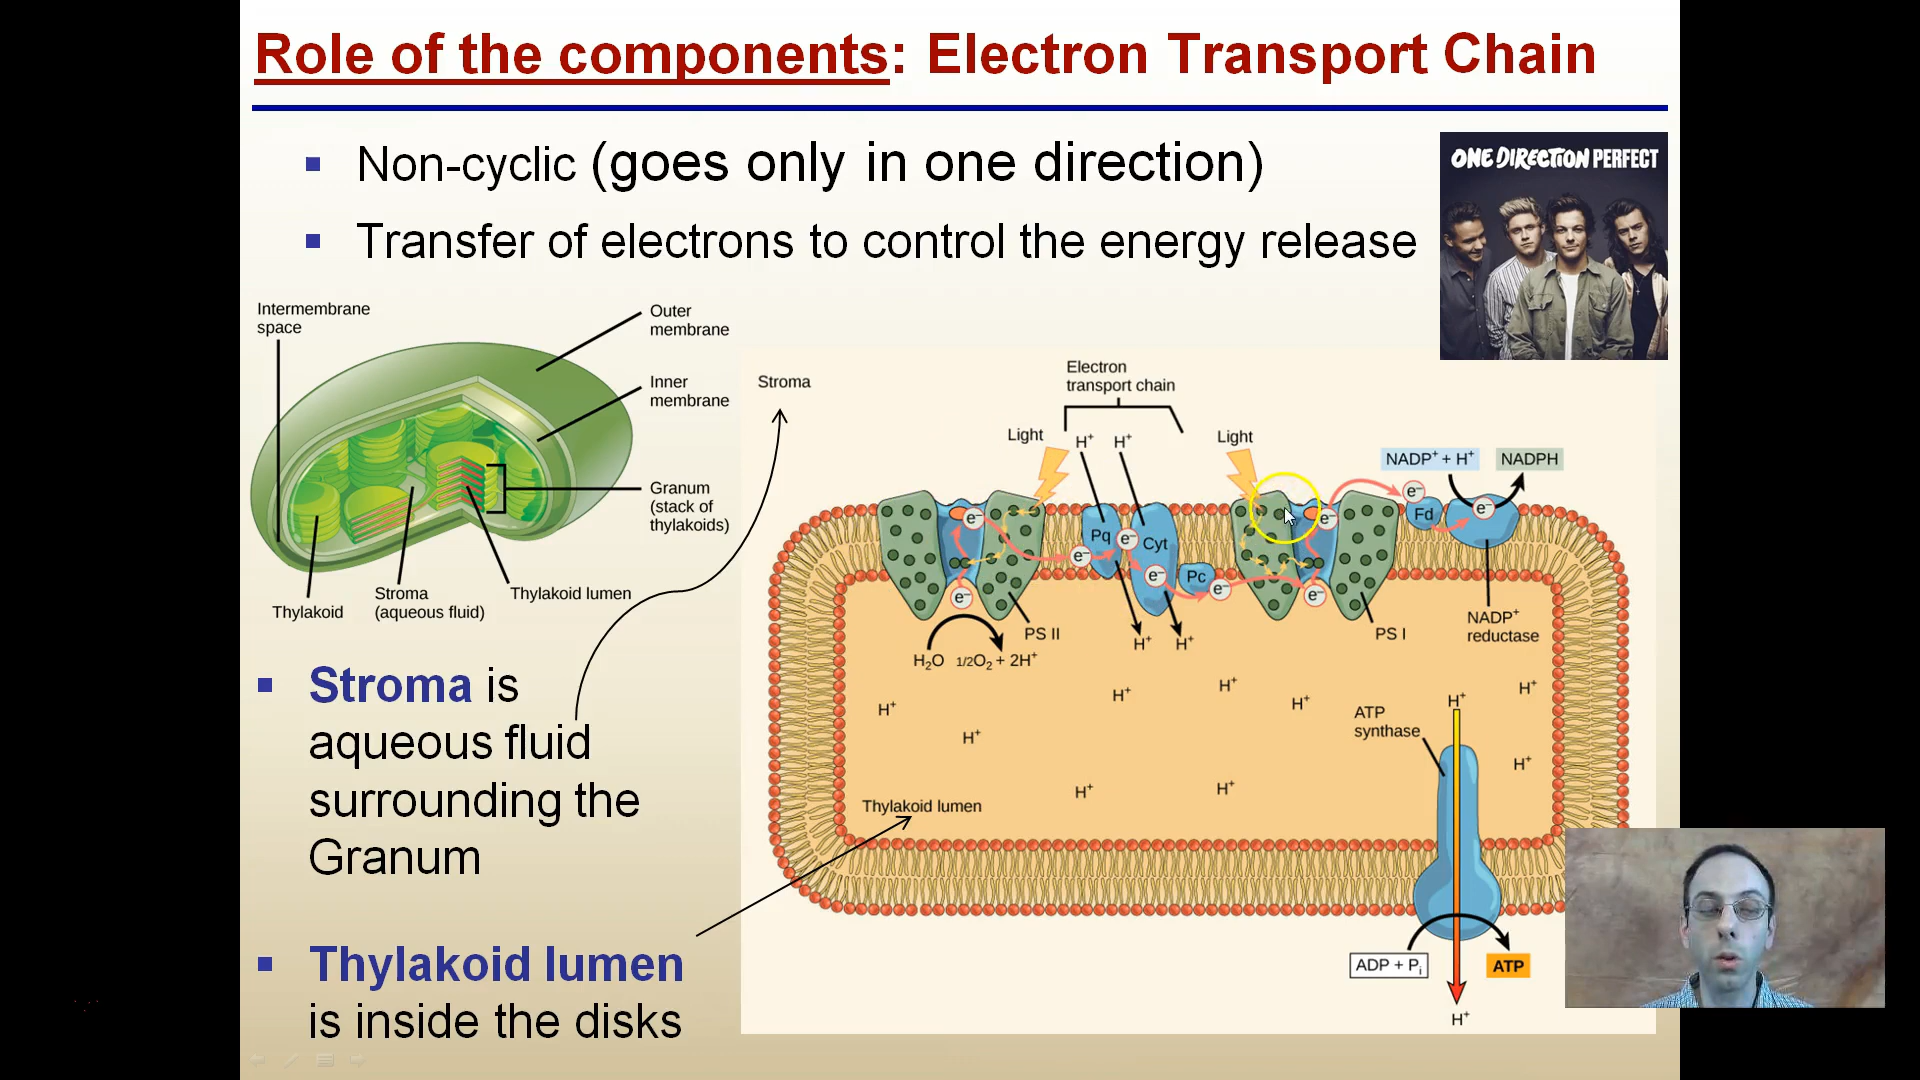 Role of the components: Electron Transport Chain
Non-cyclic (goes only in one direction)
Transfer of electrons to control the energy release
ONE DIRECTION PERFECT
Intermembrane
space
Outer
membrane
Inner
membrane
Granum
(stack of
thylakoids)
Thylakoid
Stroma
(aqueous fluid)
Thylakoid lumen
Stroma is
aqueous fluid
surrounding the
Granum
Thylakoid lumen
is inside the disks
Stroma
Electron
transport chain
Light
H⁺
H⁺
Light
NADP⁺ + H⁺
NADPH
e⁻
e⁻
e⁻
Pq
e⁻
Cyt
e⁻
Pc
e⁻
e⁻
e⁻
e⁻
Fd
e⁻
PS II
H₂O 1/2O₂ + 2H⁺
H⁺
H⁺
PS I
NADP⁺
reductase
H⁺
H⁺
H⁺
H⁺
H⁺
H⁺
H⁺
H⁺
H⁺
H⁺
ATP
synthase
Thylakoid lumen
ADP + Pᵢ
ATP
H⁺